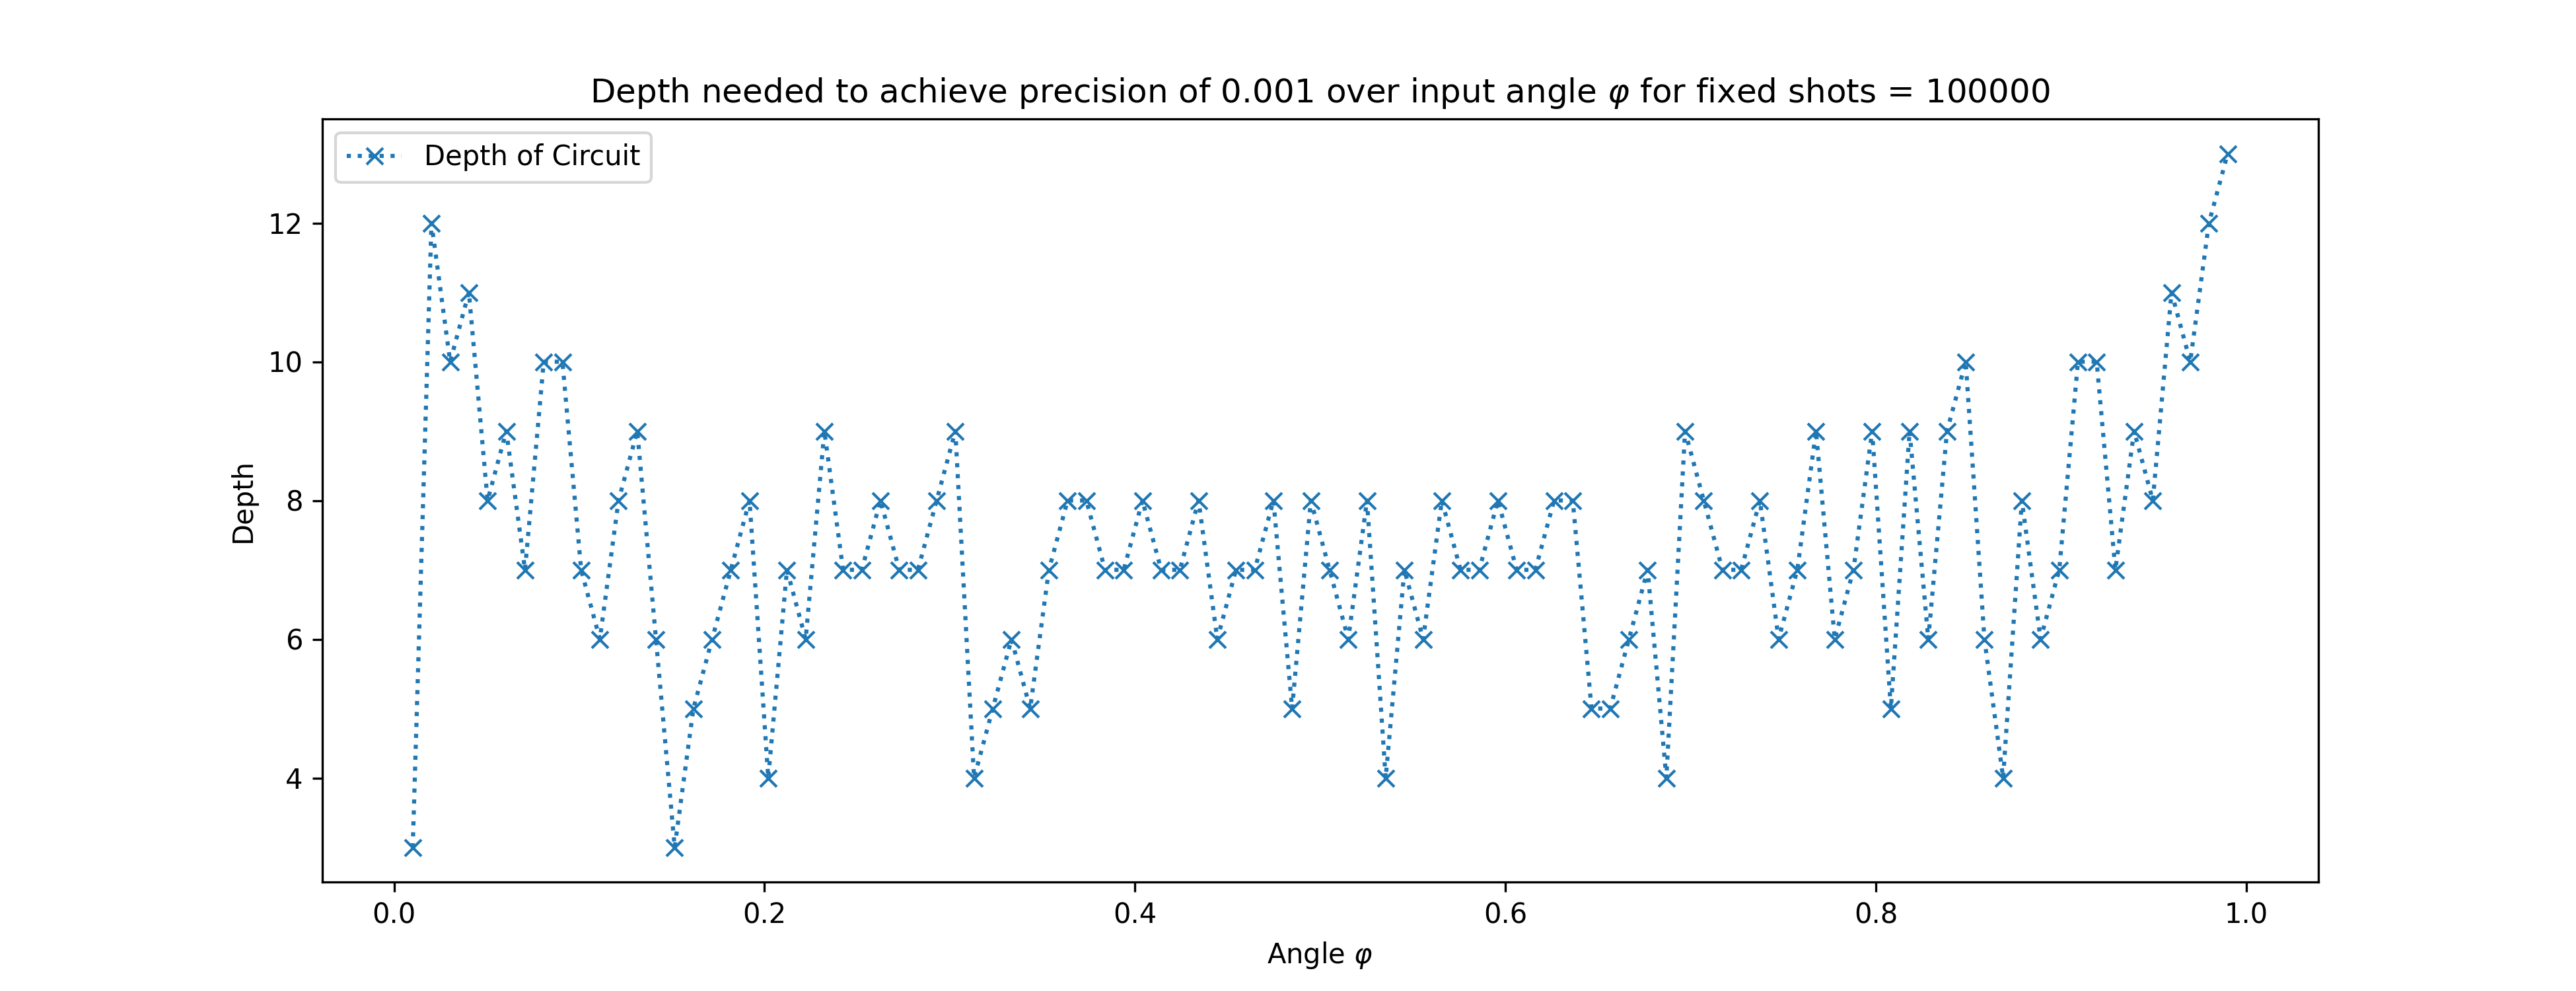 Depth needed to achieve precision of 0.001 over input angle φ for fixed shots = 100000
Depth of Circuit
12
10
8
6
4
Depth
0.0 0.2 0.4 0.6 0.8 1.0
Angle φ